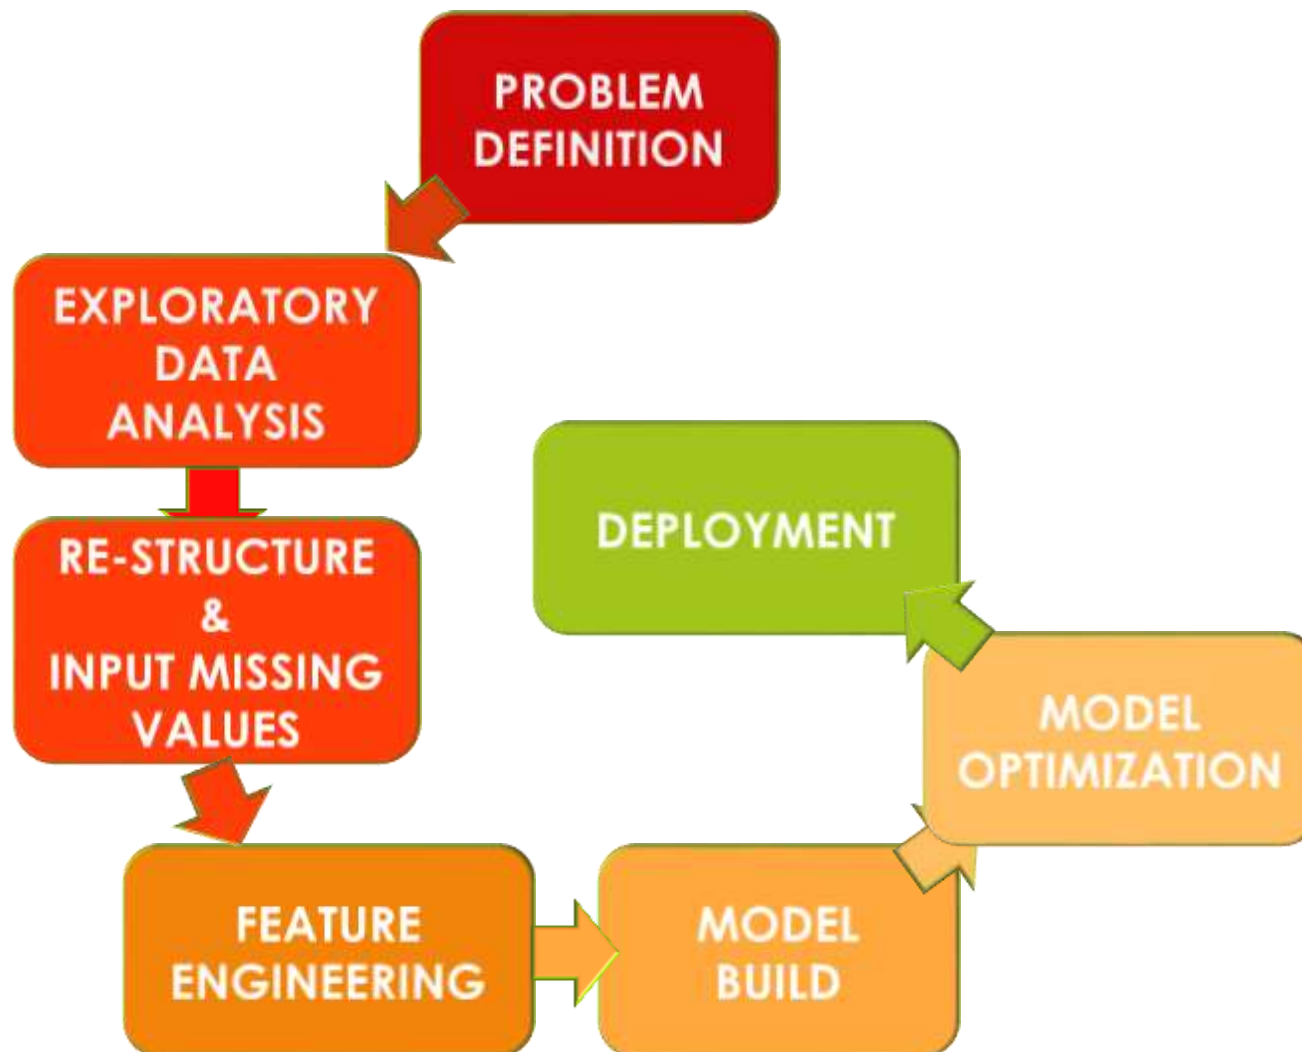 PROBLEM
DEFINITION
EXPLORATORY
DATA
ANALYSIS
RE-STRUCTURE
&
INPUT MISSING
VALUES
FEATURE
ENGINEERING
MODEL
BUILD
MODEL
OPTIMIZATION
DEPLOYMENT